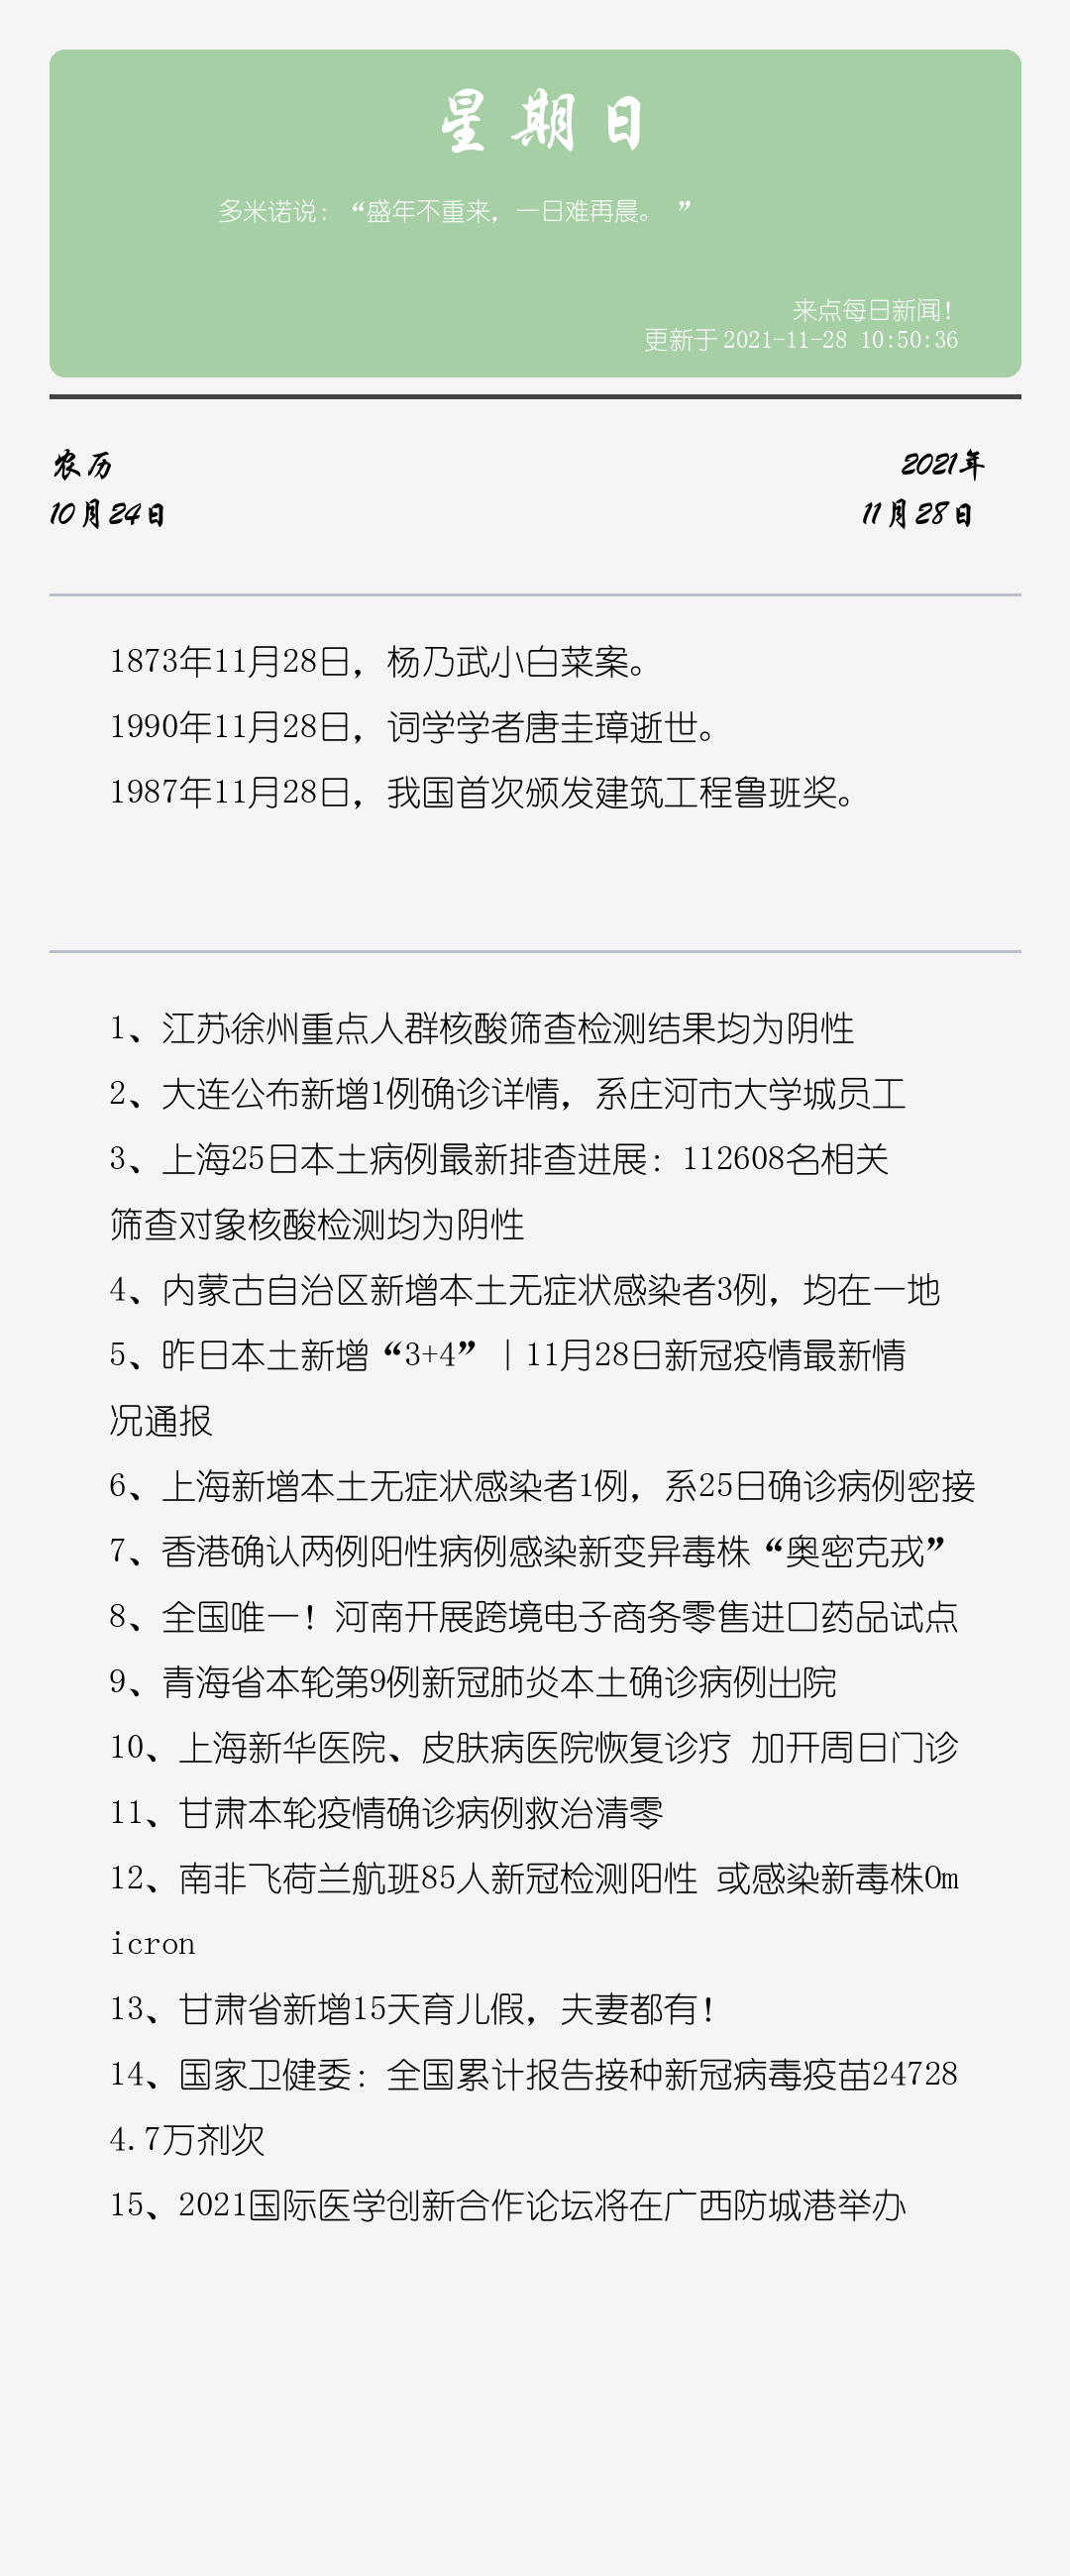 星期日
多米诺说：“盛年不重来，一日难再晨。 ”
来点每日新闻！
更新于 2021-11-28 10:50:36
农历
2021年
10月24日
11月28日
1873年11月28日，杨乃武小白菜案。
1990年11月28日，词学学者唐圭璋逝世。
1987年11月28日，我国首次颁发建筑工程鲁班奖。
1、江苏徐州重点人群核酸筛查检测结果均为阴性
2、大连公布新增1例确诊详情，系庄河市大学城员工
3、上海25日本土病例最新排查进展：112608名相关
筛查对象核酸检测均为阴性
4、内蒙古自治区新增本土无症状感染者3例，均在一地
5、昨日本土新增“3+4”｜11月28日新冠疫情最新情
况通报
6、上海新增本土无症状感染者1例，系25日确诊病例密接
7、香港确认两例阳性病例感染新变异毒株“奥密克戎”
8、全国唯一！河南开展跨境电子商务零售进口药品试点
9、青海省本轮第9例新冠肺炎本土确诊病例出院
10、上海新华医院、皮肤病医院恢复诊疗 加开周日门诊
11、甘肃本轮疫情确诊病例救治清零
12、南非飞荷兰航班85人新冠检测阳性 或感染新毒株Om
icron
13、甘肃省新增15天育儿假，夫妻都有！
14、国家卫健委：全国累计报告接种新冠病毒疫苗24728
4.7万剂次
15、2021国际医学创新合作论坛将在广西防城港举办